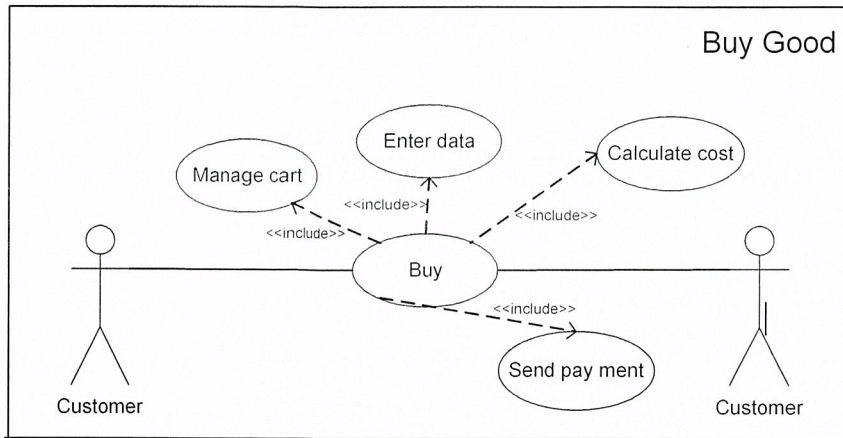 Buy Good
Enter data
Calculate cost
Manage cart
<<include>>
<<include>>
<<include>>
Buy
<<include>>
Send pay ment
Customer
Customer